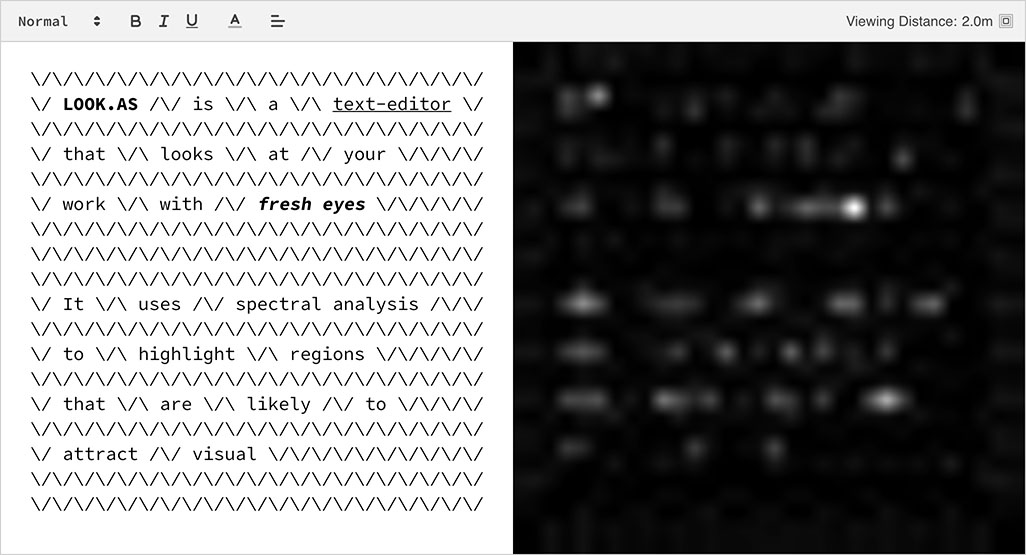 Normal B I U A Viewing Distance: 2.0m
\/\/\/\/\/\/\/\/\/\/\/\/\/\/\/\/\/\/\/\/\/
\/ LOOK.AS /\/ is \/\ a \/\ text-editor \/
\/\/\/\/\/\/\/\/\/\/\/\/\/\/\/\/\/\/\/\/\/
\/ that \/\ looks \/\ at /\/ your \/\/\/\/
\/\/\/\/\/\/\/\/\/\/\/\/\/\/\/\/\/\/\/\/\/
\/ work \/\ with /\/ fresh eyes \/\/\/\/\/
\/\/\/\/\/\/\/\/\/\/\/\/\/\/\/\/\/\/\/\/\/
\/\/\/\/\/\/\/\/\/\/\/\/\/\/\/\/\/\/\/\/\/
\/\/\/\/\/\/\/\/\/\/\/\/\/\/\/\/\/\/\/\/\/
\/ It \/\ uses /\/ spectral analysis /\/\/
\/\/\/\/\/\/\/\/\/\/\/\/\/\/\/\/\/\/\/\/\/
\/ to \/\ highlight \/\ regions \/\/\/\/\/
\/\/\/\/\/\/\/\/\/\/\/\/\/\/\/\/\/\/\/\/\/
\/ that \/\ are \/\ likely /\/ to \/\/\/\/
\/\/\/\/\/\/\/\/\/\/\/\/\/\/\/\/\/\/\/\/\/
\/ attract /\/ visual \/\/\/\/\/\/\/\/\/\/
\/\/\/\/\/\/\/\/\/\/\/\/\/\/\/\/\/\/\/\/\/
\/\/\/\/\/\/\/\/\/\/\/\/\/\/\/\/\/\/\/\/\/